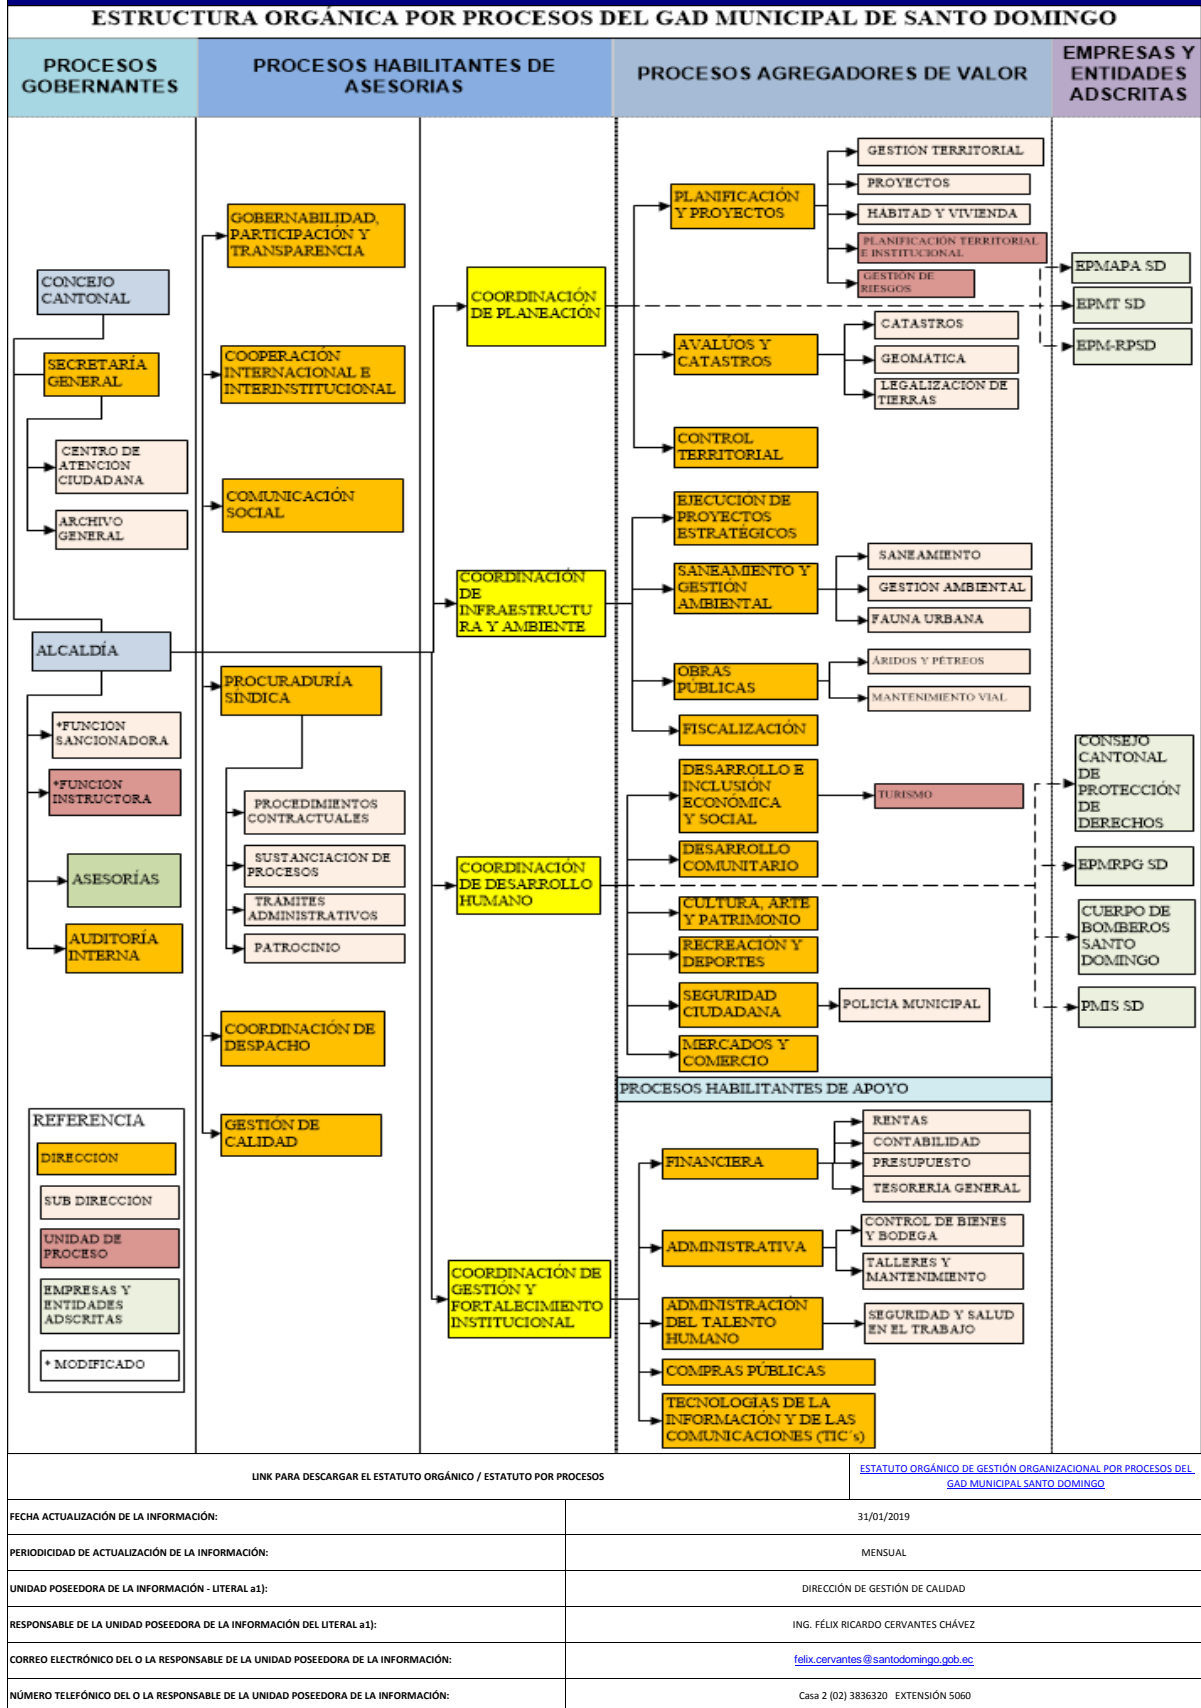 ESTRUCTURA ORGÁNICA POR PROCESOS DEL GAD MUNICIPAL DE SANTO DOMINGO
PROCESOS
GOBERNANTES
PROCESOS HABILITANTES DE
ASESORIAS
PROCESOS AGREGADORES DE VALOR
EMPRESAS Y
ENTIDADES
ADSCRITAS
CONCEJO
CANTONAL
SECRETARÍA
GENERAL
CENTRO DE
ATENCIÓN
CIUDADANA
ARCHIVO
GENERAL
ALCALDÍA
*FUNCIÓN
SANCIONADORA
*FUNCIÓN
INSTRUCTORA
ASESORÍAS
AUDITORÍA
INTERNA
REFERENCIA
DIRECCIÓN
SUB DIRECCIÓN
UNIDAD DE
PROCESO
EMPRESAS Y
ENTIDADES
ADSCRITAS
* MODIFICADO
GOBERNABILIDAD,
PARTICIPACIÓN Y
TRANSPARENCIA
COOPERACIÓN
INTERNACIONAL E
INTERINSTITUCIONAL
COMUNICACIÓN
SOCIAL
PROCURADURÍA
SÍNDICA
PROCEDIMIENTOS
CONTRACTUALES
SUSTANCIACIÓN DE
PROCESOS
TRAMITES
ADMINISTRATIVOS
PATROCINIO
COORDINACIÓN DE
DESPACHO
GESTIÓN DE
CALIDAD
COORDINACIÓN
DE PLANEACIÓN
COORDINACIÓN
DE
INFRAESTRUCTU
RA Y AMBIENTE
COORDINACIÓN
DE DESARROLLO
HUMANO
COORDINACIÓN DE
GESTIÓN Y
FORTALECIMIENTO
INSTITUCIONAL
PLANIFICACIÓN
Y PROYECTOS
GESTIÓN TERRITORIAL
PROYECTOS
HABITAD Y VIVIENDA
PLANIFICACIÓN TERRITORIAL
E INSTITUCIONAL
GESTIÓN DE
RIESGOS
AVALÚOS Y
CATASTROS
CATASTROS
GEOMÁTICA
LEGALIZACIÓN DE
TIERRAS
CONTROL
TERRITORIAL
EJECUCIÓN DE
PROYECTOS
ESTRATÉGICOS
SANEAMIENTO Y
GESTIÓN
AMBIENTAL
SANEAMIENTO
GESTIÓN AMBIENTAL
FAUNA URBANA
OBRAS
PÚBLICAS
ÁRIDOS Y PÉTREOS
MANTENIMIENTO VIAL
FISCALIZACIÓN
DESARROLLO E
INCLUSIÓN
ECONÓMICA
Y SOCIAL
TURISMO
DESARROLLO
COMUNITARIO
CULTURA, ARTE
Y PATRIMONIO
RECREACIÓN Y
DEPORTES
SEGURIDAD
CIUDADANA
POLICIA MUNICIPAL
MERCADOS Y
COMERCIO
PROCESOS HABILITANTES DE APOYO
FINANCIERA
RENTAS
CONTABILIDAD
PRESUPUESTO
TESORERÍA GENERAL
ADMINISTRATIVA
CONTROL DE BIENES
Y BODEGA
TALLERES Y
MANTENIMIENTO
ADMINISTRACIÓN
DEL TALENTO
HUMANO
SEGURIDAD Y SALUD
EN EL TRABAJO
COMPRAS PÚBLICAS
TECNOLOGÍAS DE LA
INFORMACIÓN Y DE LAS
COMUNICACIONES (TIC´s)
EPMAPA SD
EPMT SD
EPM-RPSD
CONSEJO
CANTONAL
DE
PROTECCIÓN
DE
DERECHOS
EPMRPG SD
CUERPO DE
BOMBEROS
SANTO
DOMINGO
PMIS SD
LINK PARA DESCARGAR EL ESTATUTO ORGÁNICO / ESTATUTO POR PROCESOS
ESTATUTO ORGÁNICO DE GESTIÓN ORGANIZACIONAL POR PROCESOS DEL
GAD MUNICIPAL SANTO DOMINGO
FECHA ACTUALIZACIÓN DE LA INFORMACIÓN:
31/01/2019
PERIODICIDAD DE ACTUALIZACIÓN DE LA INFORMACIÓN:
MENSUAL
UNIDAD POSEEDORA DE LA INFORMACIÓN - LITERAL a1):
DIRECCIÓN DE GESTIÓN DE CALIDAD
RESPONSABLE DE LA UNIDAD POSEEDORA DE LA INFORMACIÓN DEL LITERAL a1):
ING. FÉLIX RICARDO CERVANTES CHÁVEZ
CORREO ELECTRÓNICO DEL O LA RESPONSABLE DE LA UNIDAD POSEEDORA DE LA INFORMACIÓN:
felix.cervantes@santodomingo.gob.ec
NÚMERO TELEFÓNICO DEL O LA RESPONSABLE DE LA UNIDAD POSEEDORA DE LA INFORMACIÓN:
Casa 2 (02) 3836320 EXTENSIÓN 5060